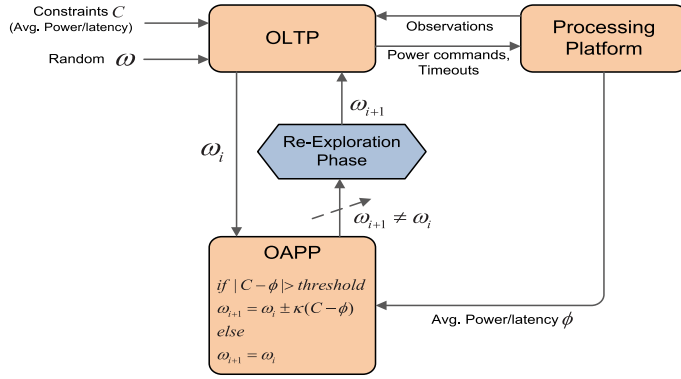 Constraints C
(Avg. Power/latency)
Random ω
OLTP
Observations
Power commands,
Timeouts
Processing
Platform
ω_i
ω_{i+1}
Re-Exploration
Phase
ω_{i+1} ≠ ω_i
OAPP
if | C − ϕ |> threshold
ω_{i+1} = ω_i ± κ(C − ϕ)
else
ω_{i+1} = ω_i
Avg. Power/latency ϕ